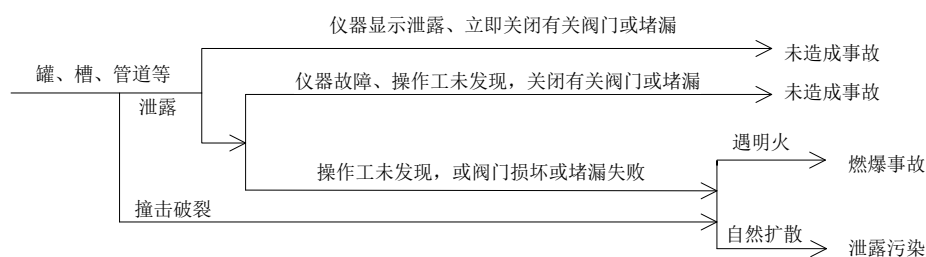 仪器显示泄露、立即关闭有关阀门或堵漏
未造成事故
罐、槽、管道等
泄露
仪器故障、操作工未发现，关闭有关阀门或堵漏
未造成事故
遇明火
燃爆事故
操作工未发现，或阀门损坏或堵漏失败
撞击破裂
自然扩散
泄露污染